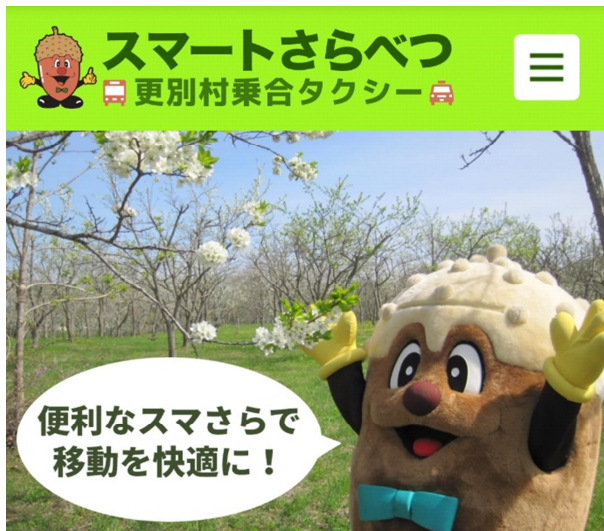 スマートさらべつ
更別村乗合タクシー
便利なスマさらで
移動を快適に！